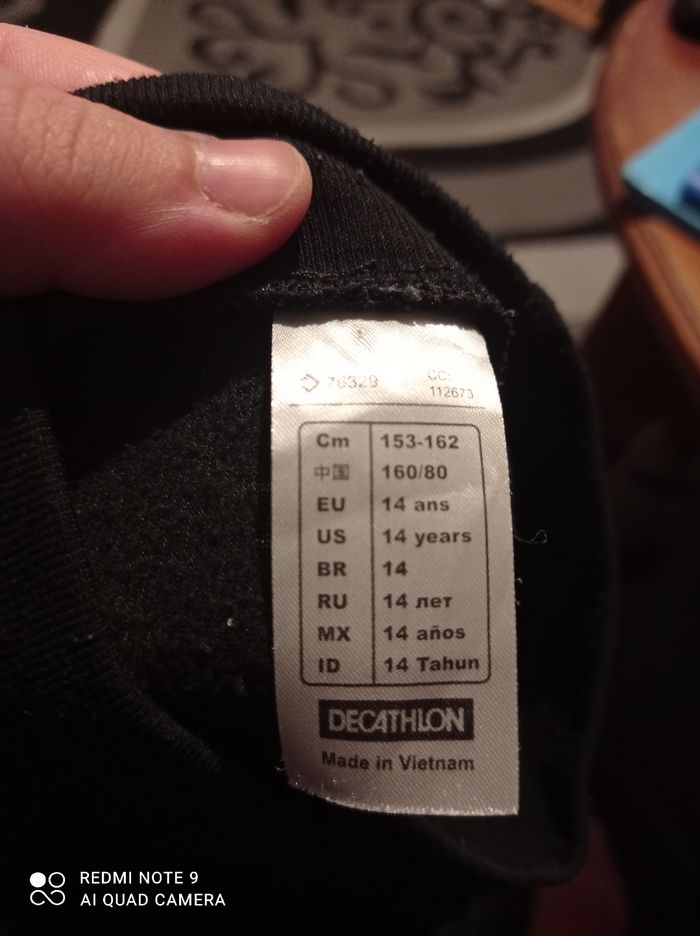 76329 CC:
112673
Cm 153-162
中国 160/80
EU 14 ans
US 14 years
BR 14
RU 14 лет
MX 14 años
ID 14 Tahun
DECATHLON
Made in Vietnam
REDMI NOTE 9
AI QUAD CAMERA